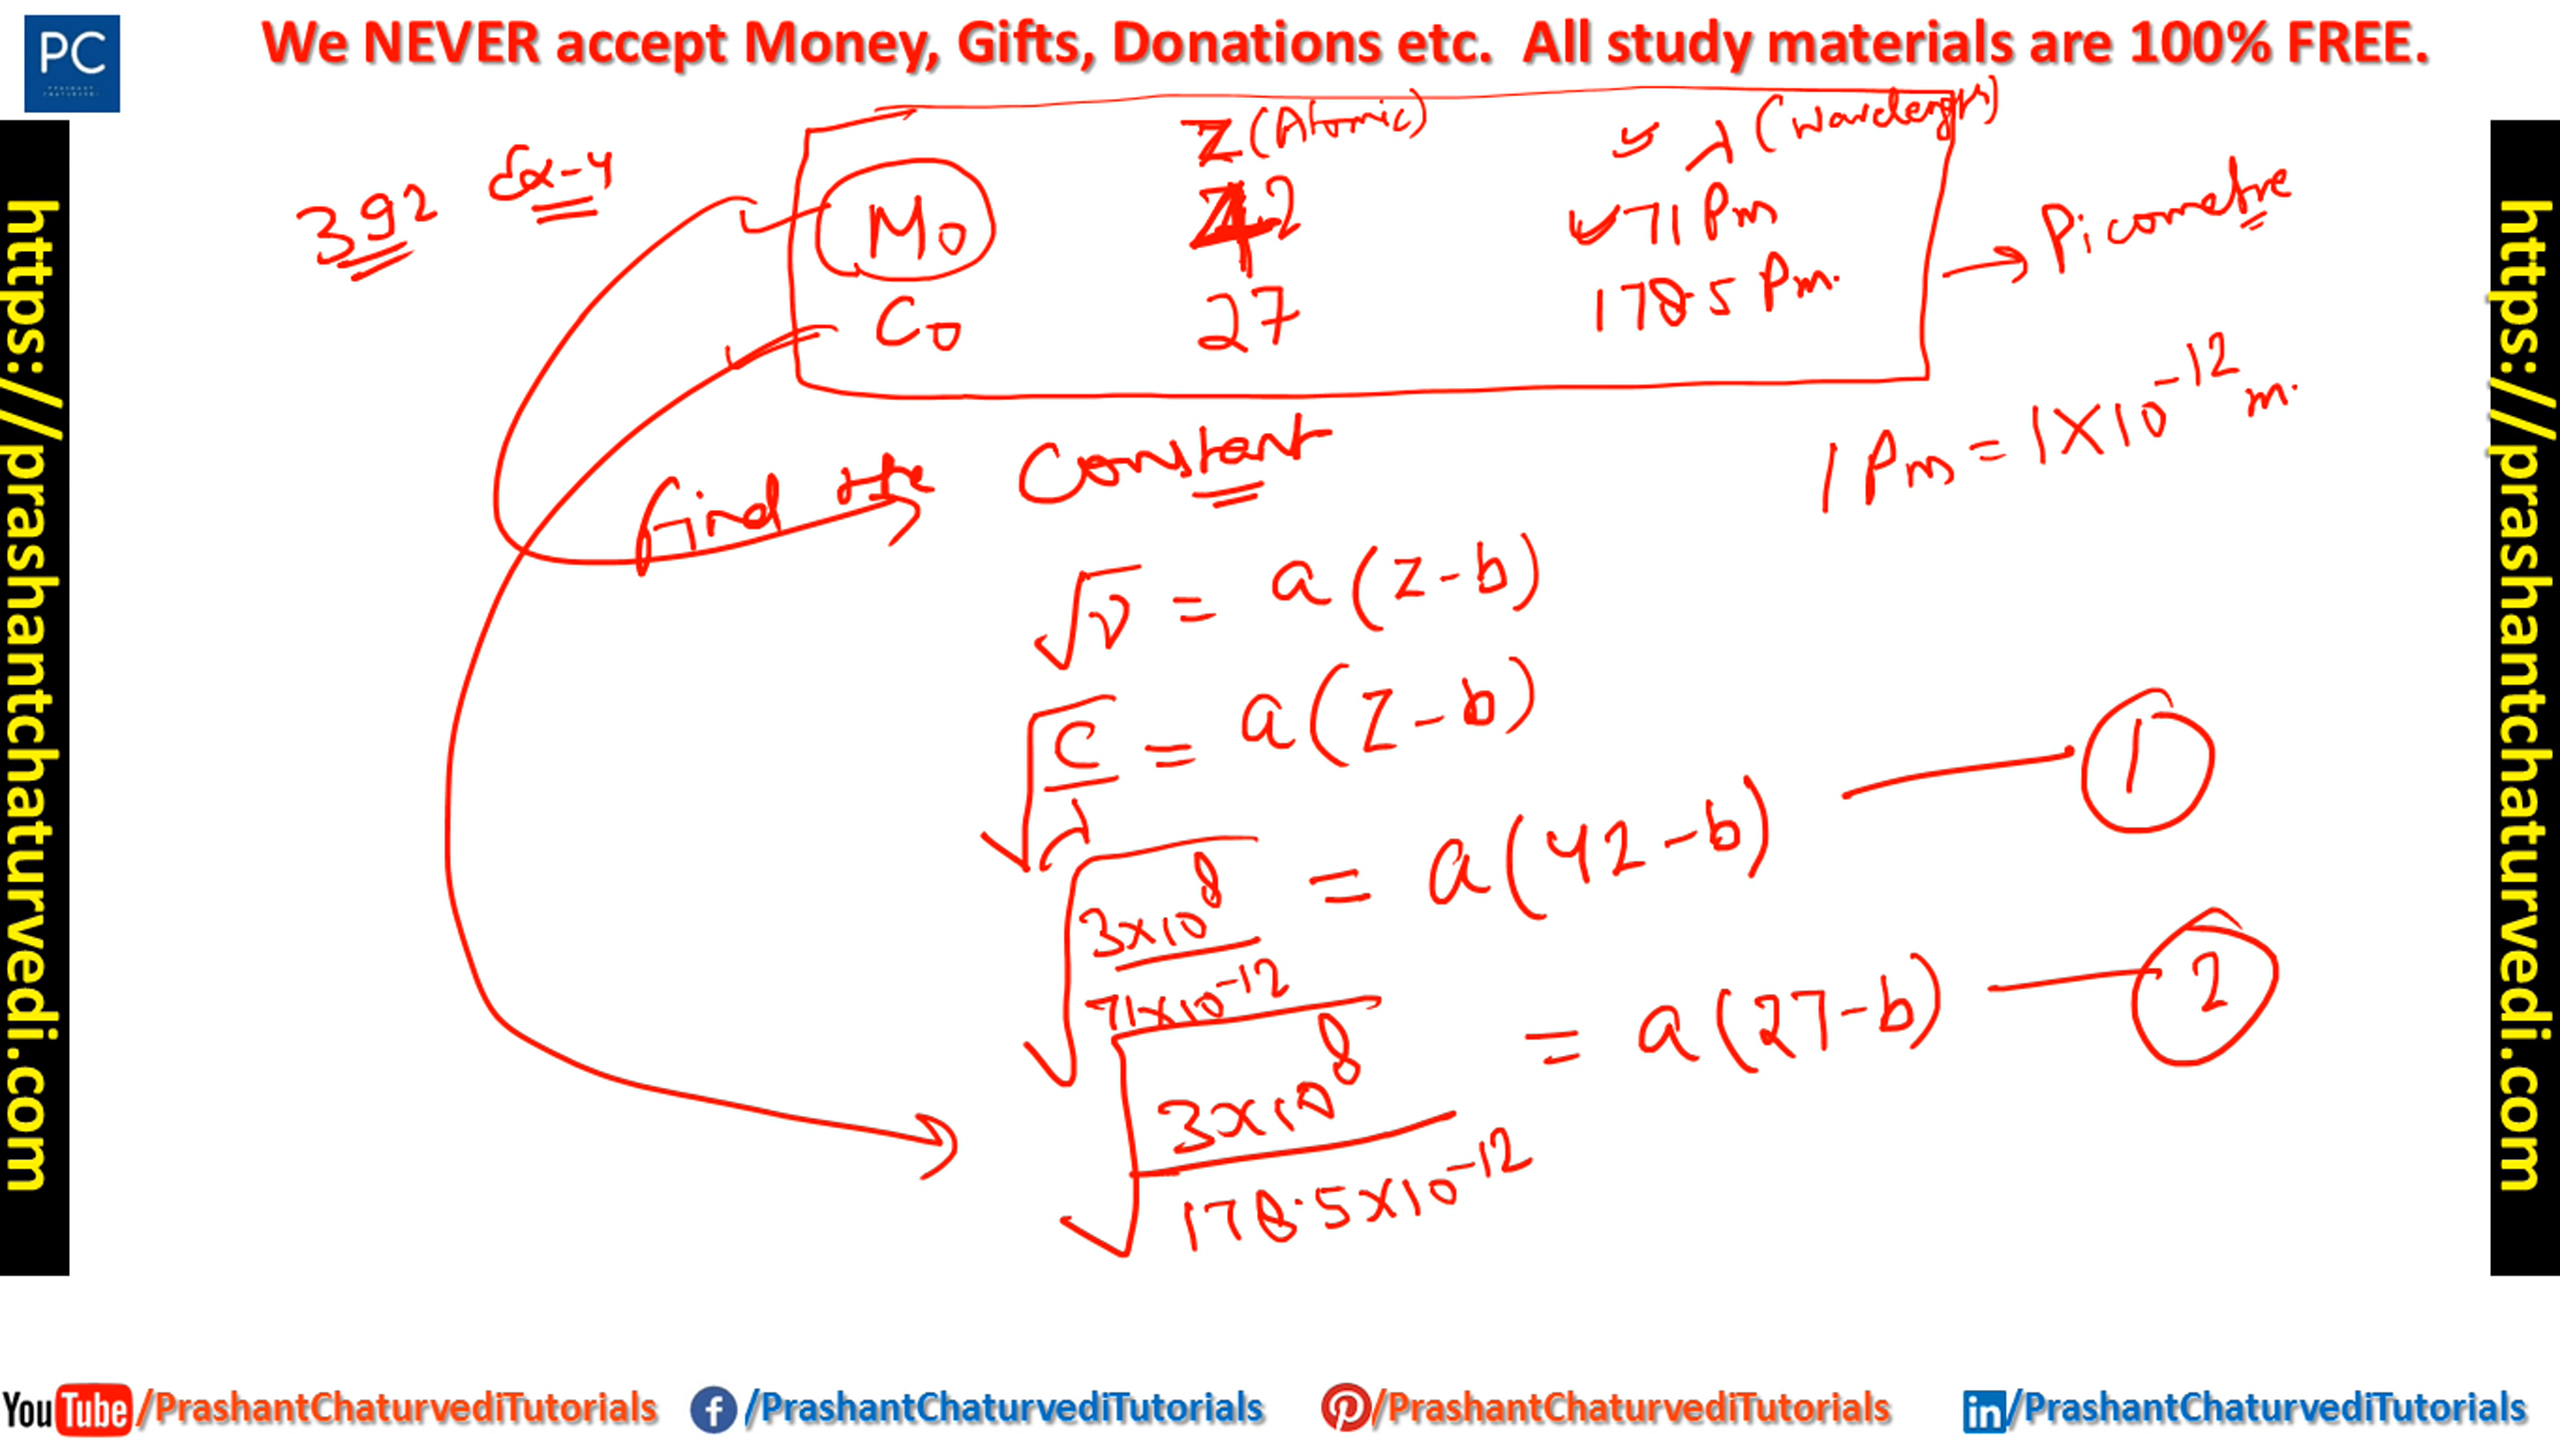 PC
PRASHANT
CHATURVEDI
We NEVER accept Money, Gifts, Donations etc. All study materials are 100% FREE.
https://prashantchaturvedi.com
392 Ex-4
Z (Atomic) λ (Wavelength)
Mo 42 71 Pm
Co 27 178.5 Pm.
→ Picometre
1 Pm = 1×10⁻¹² m.
Find the Constant
√ν = a(Z-b)
√(c/λ) = a(Z-b)
√(3×10⁸/71×10⁻¹²) = a(42-b) — 1
√(3×10⁸/178.5×10⁻¹²) = a(27-b) — 2
https://prashantchaturvedi.com
YouTube/PrashantChaturvediTutorials f/PrashantChaturvediTutorials /PrashantChaturvediTutorials in/PrashantChaturvediTutorials